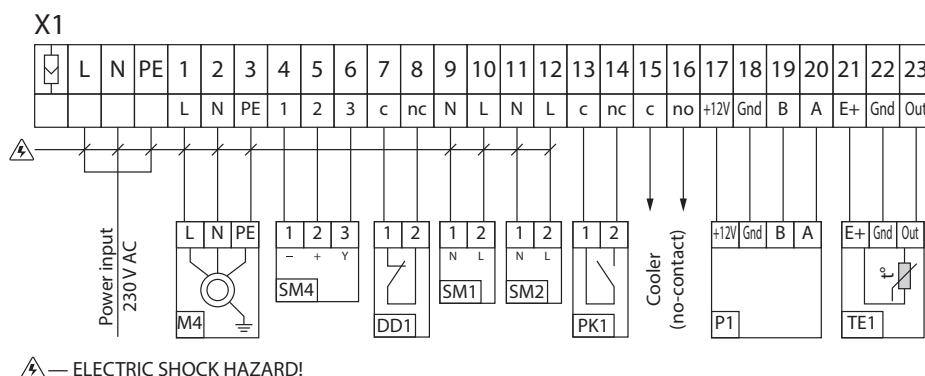 X1
L N PE 1 2 3 4 5 6 7 8 9 10 11 12 13 14 15 16 17 18 19 20 21 22 23
L N PE 1 2 3 c nc N L N L c nc c no +12V Gnd B A E+ Gnd Out
L N PE 1 2 3 1 2 1 2 1 2 1 2 +12V Gnd B A E+ Gnd Out
– + Y N L N L
t°
Power input
230 V AC
Cooler
(no-contact)
M4 SM4 DD1 SM1 SM2 PK1 P1 TE1
— ELECTRIC SHOCK HAZARD!